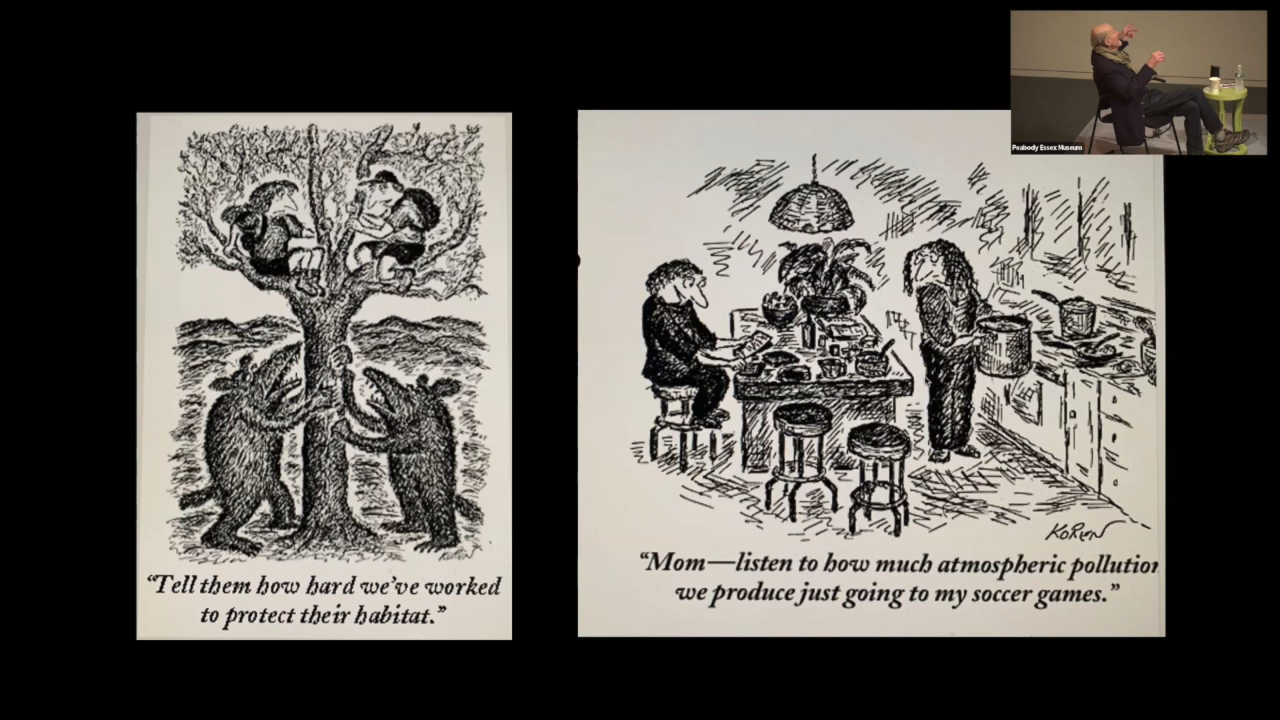 Peabody Essex Museum
KOREN
“Tell them how hard we’ve worked
to protect their habitat.”
KOREN
“Mom—listen to how much atmospheric pollution
we produce just going to my soccer games.”